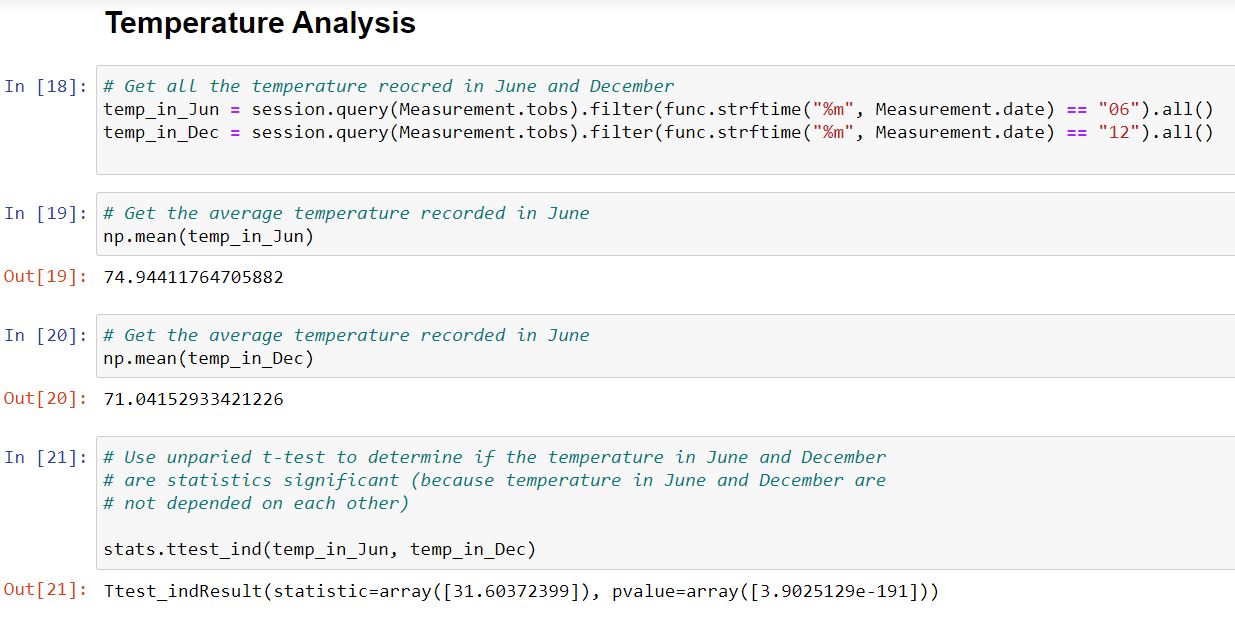 Temperature Analysis
In [18]: # Get all the temperature reocred in June and December
temp_in_Jun = session.query(Measurement.tobs).filter(func.strftime("%m", Measurement.date) == "06").all()
temp_in_Dec = session.query(Measurement.tobs).filter(func.strftime("%m", Measurement.date) == "12").all()
In [19]: # Get the average temperature recorded in June
np.mean(temp_in_Jun)
Out[19]: 74.94411764705882
In [20]: # Get the average temperature recorded in June
np.mean(temp_in_Dec)
Out[20]: 71.04152933421226
In [21]: # Use unparied t-test to determine if the temperature in June and December
# are statistics significant (because temperature in June and December are
# not depended on each other)
stats.ttest_ind(temp_in_Jun, temp_in_Dec)
Out[21]: Ttest_indResult(statistic=array([31.60372399]), pvalue=array([3.9025129e-191]))